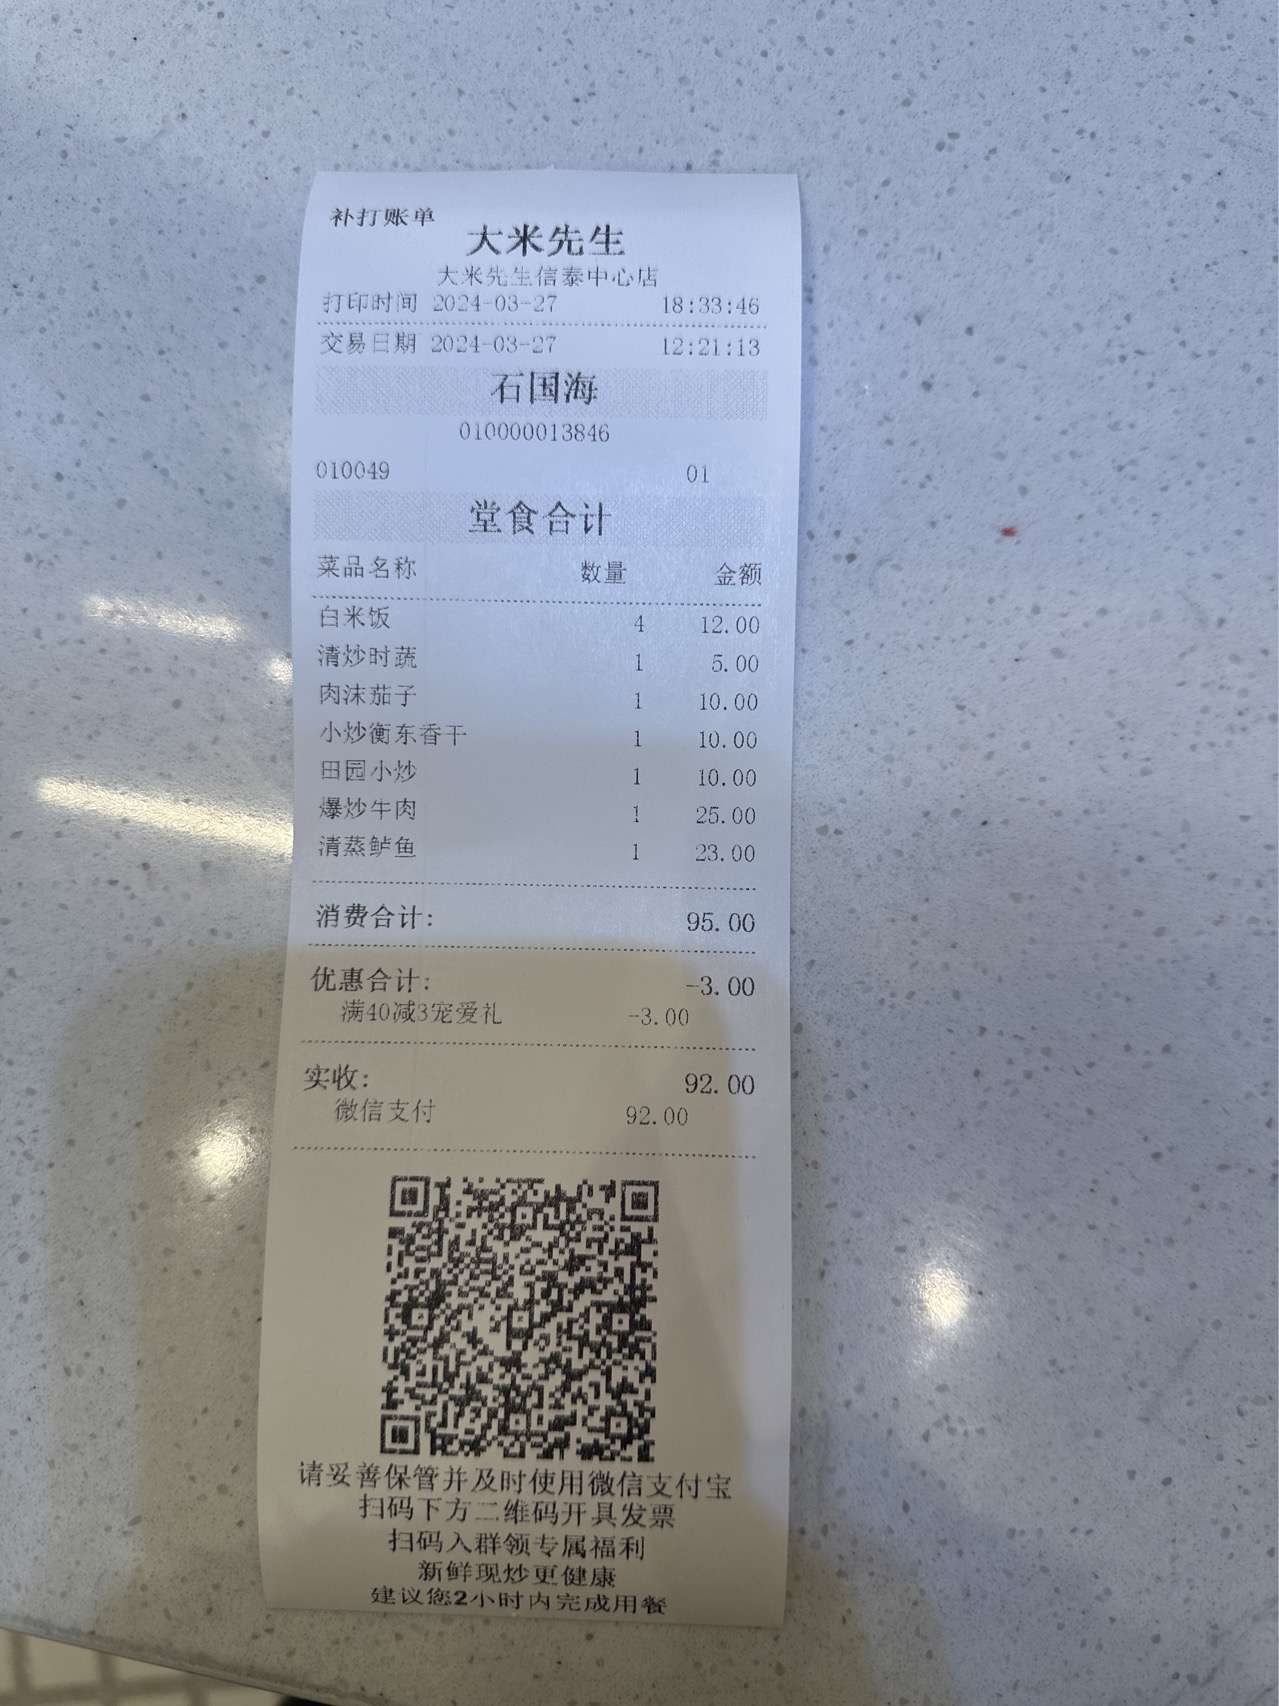 补打账单
大米先生
大米先生信泰中心店
打印时间 2024-03-27 18:33:46
交易日期 2024-03-27 12:21:13
石国海
010000013846
010049 01
堂食合计
菜品名称 数量 金额
白米饭 4 12.00
清炒时蔬 1 5.00
肉沫茄子 1 10.00
小炒衡东香干 1 10.00
田园小炒 1 10.00
爆炒牛肉 1 25.00
清蒸鲈鱼 1 23.00
消费合计: 95.00
优惠合计: -3.00
满40减3宠爱礼 -3.00
实收: 92.00
微信支付 92.00
请妥善保管并及时使用微信支付宝
扫码下方二维码开具发票
扫码入群领专属福利
新鲜现炒更健康
建议您2小时内完成用餐